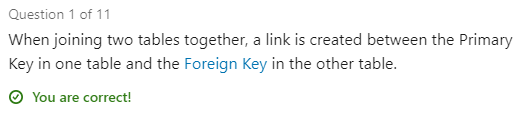 Question 1 of 11
When joining two tables together, a link is created between the Primary
Key in one table and the Foreign Key in the other table.
You are correct!